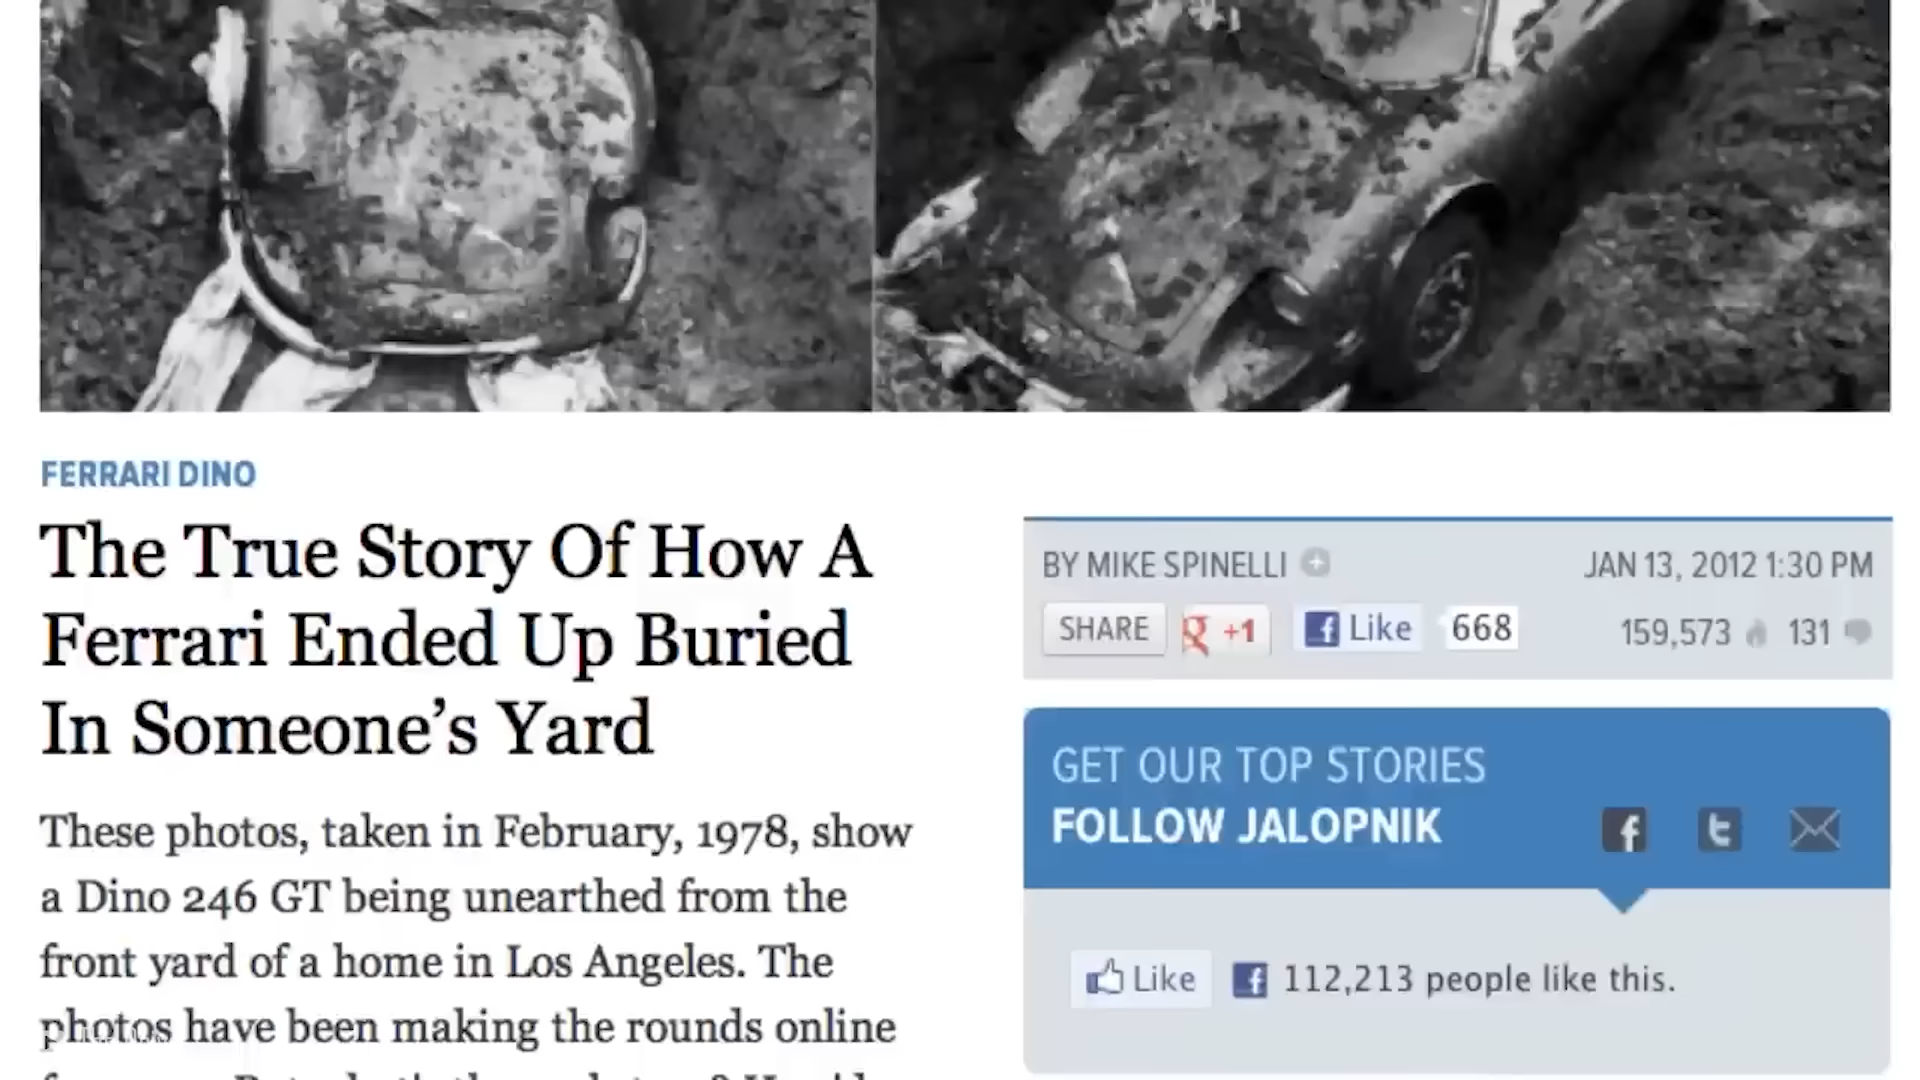 FERRARI DINO
The True Story Of How A
Ferrari Ended Up Buried
In Someone’s Yard
These photos, taken in February, 1978, show
a Dino 246 GT being unearthed from the
front yard of a home in Los Angeles. The
photos have been making the rounds online
BY MIKE SPINELLI
JAN 13, 2012 1:30 PM
SHARE
g +1
f Like 668
159,573 131
GET OUR TOP STORIES
FOLLOW JALOPNIK
Like
112,213 people like this.